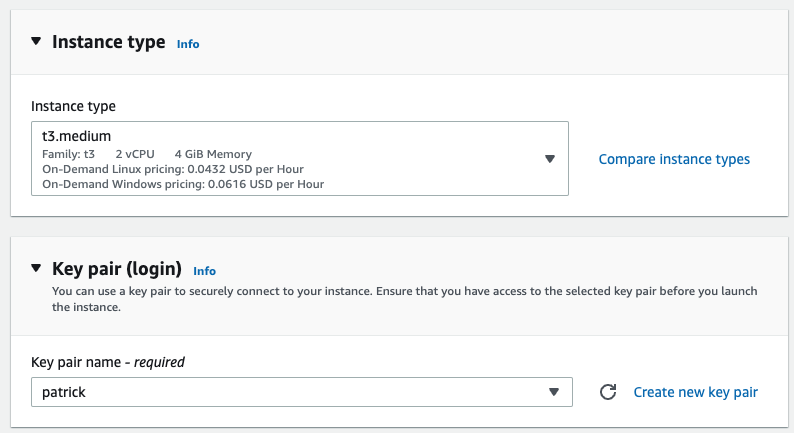 Instance type Info
Instance type
t3.medium
Family: t3 2 vCPU 4 GiB Memory
On-Demand Linux pricing: 0.0432 USD per Hour
On-Demand Windows pricing: 0.0616 USD per Hour
Compare instance types
Key pair (login) Info
You can use a key pair to securely connect to your instance. Ensure that you have access to the selected key pair before you launch
the instance.
Key pair name - required
patrick
Create new key pair